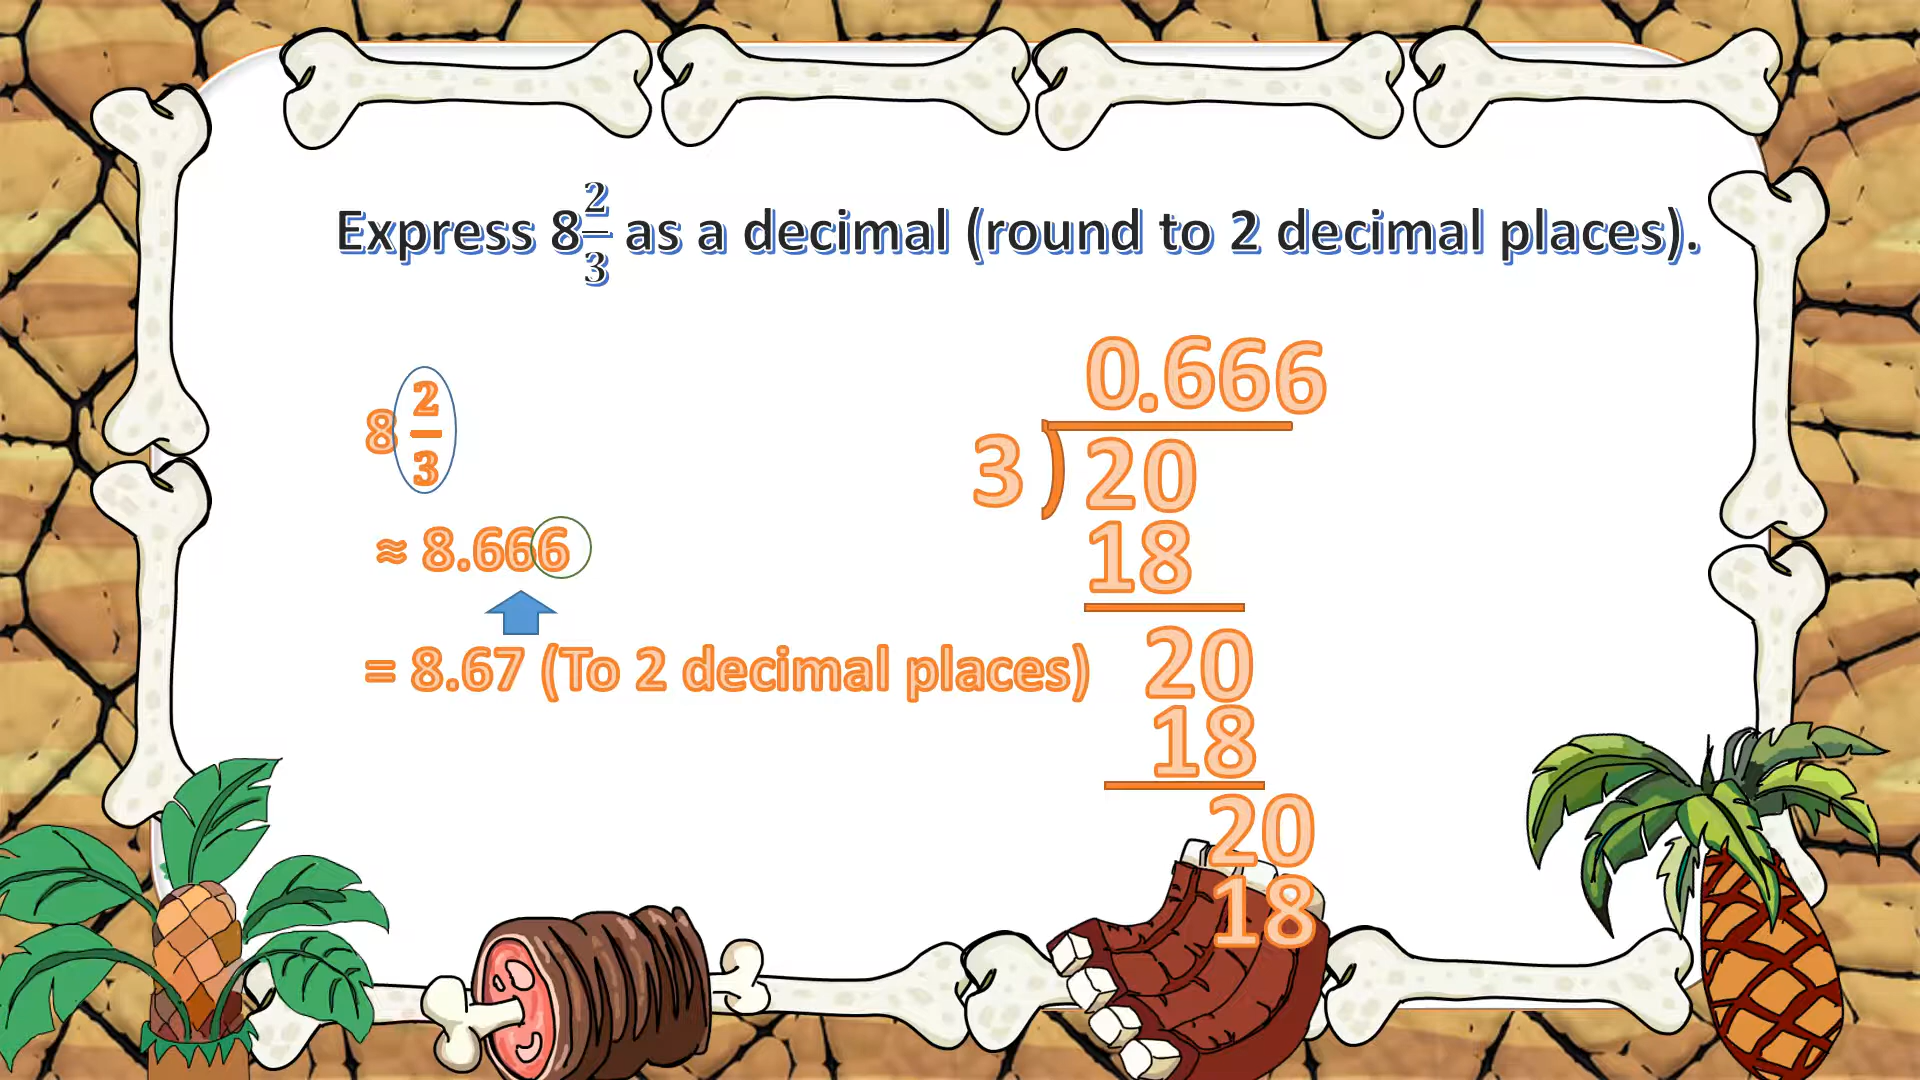 Express 8 2/3 as a decimal (round to 2 decimal places).
8 2/3
≈ 8.666
= 8.67 (To 2 decimal places)
0.666
3 ) 20
18
20
18
20
18